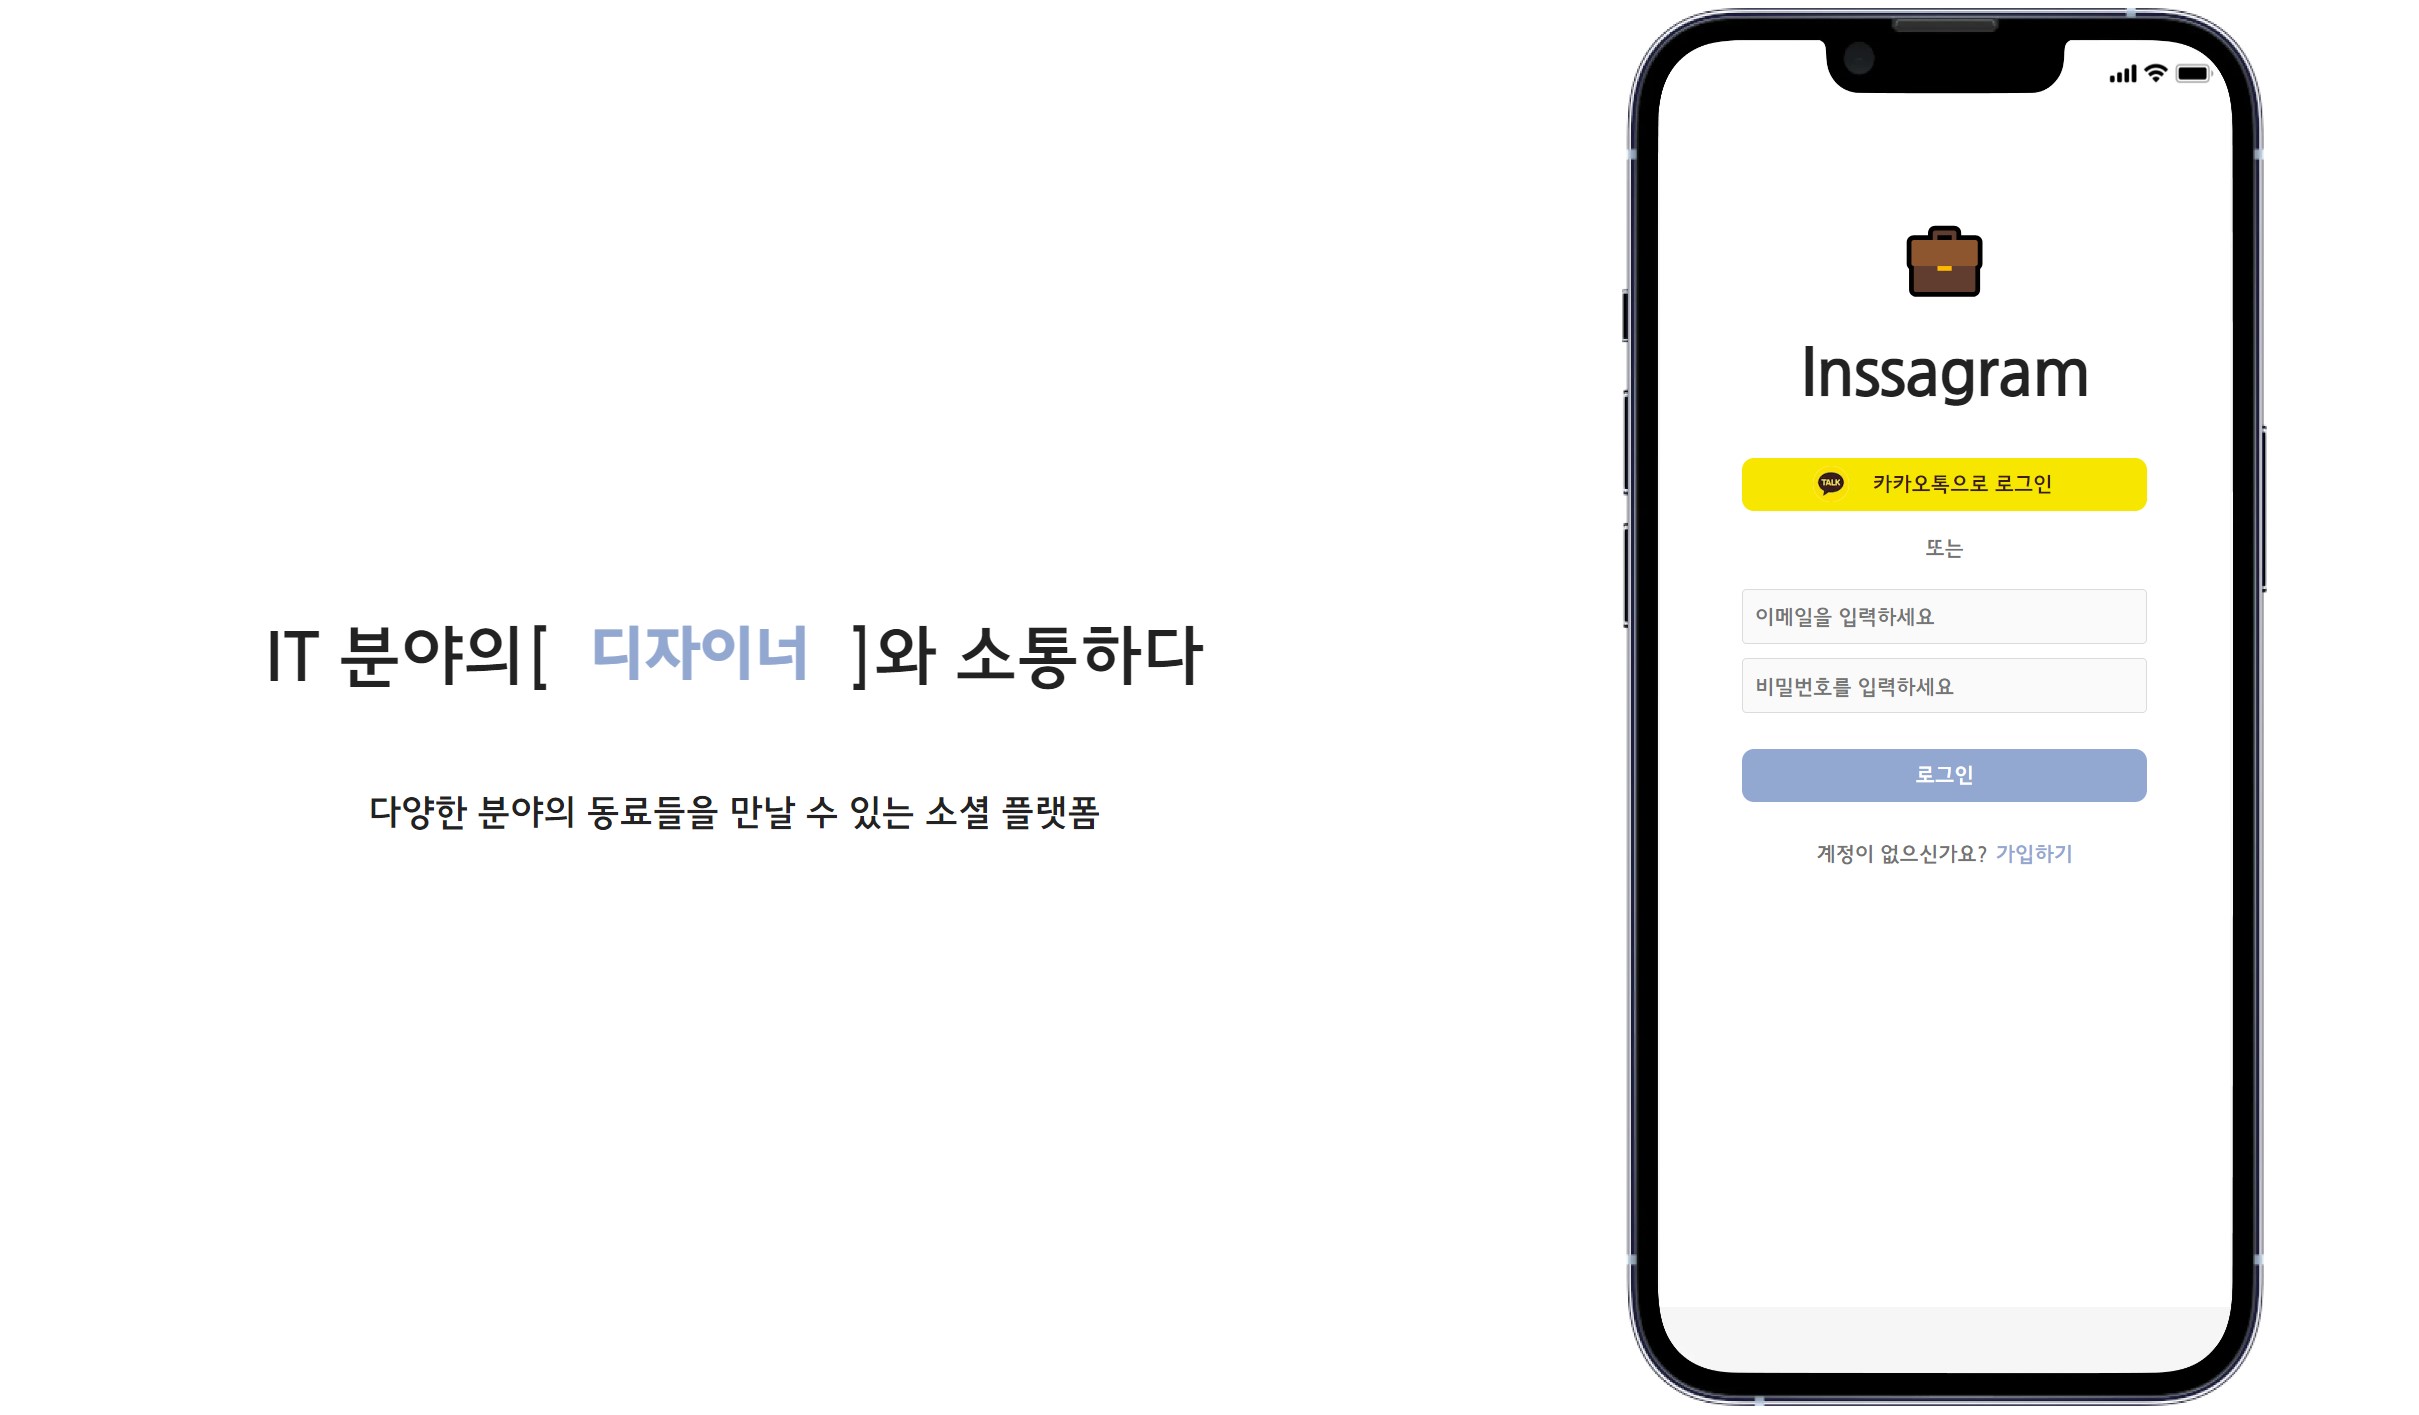 IT 분야의[ 디자이너 ]와 소통하다
다양한 분야의 동료들을 만날 수 있는 소셜 플랫폼
Inssagram
TALK 카카오톡으로 로그인
또는
이메일을 입력하세요
비밀번호를 입력하세요
로그인
계정이 없으신가요? 가입하기